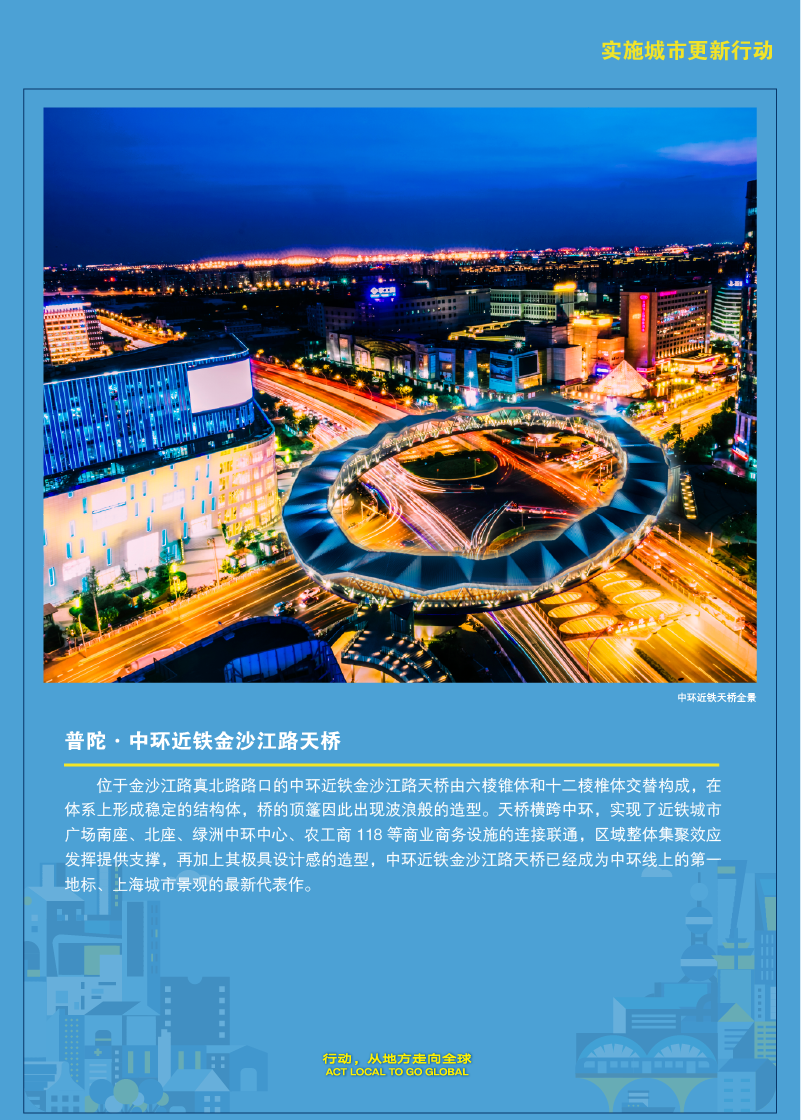 实施城市更新行动
中环近铁天桥全景
普陀·中环近铁金沙江路天桥
位于金沙江路真北路路口的中环近铁金沙江路天桥由六棱锥体和十二棱椎体交替构成，在
体系上形成稳定的结构体，桥的顶篷因此出现波浪般的造型。天桥横跨中环，实现了近铁城市
广场南座、北座、绿洲中环中心、农工商 118 等商业商务设施的连接联通，区域整体集聚效应
发挥提供支撑，再加上其极具设计感的造型，中环近铁金沙江路天桥已经成为中环线上的第一
地标、上海城市景观的最新代表作。
行动，从地方走向全球
ACT LOCAL TO GO GLOBAL